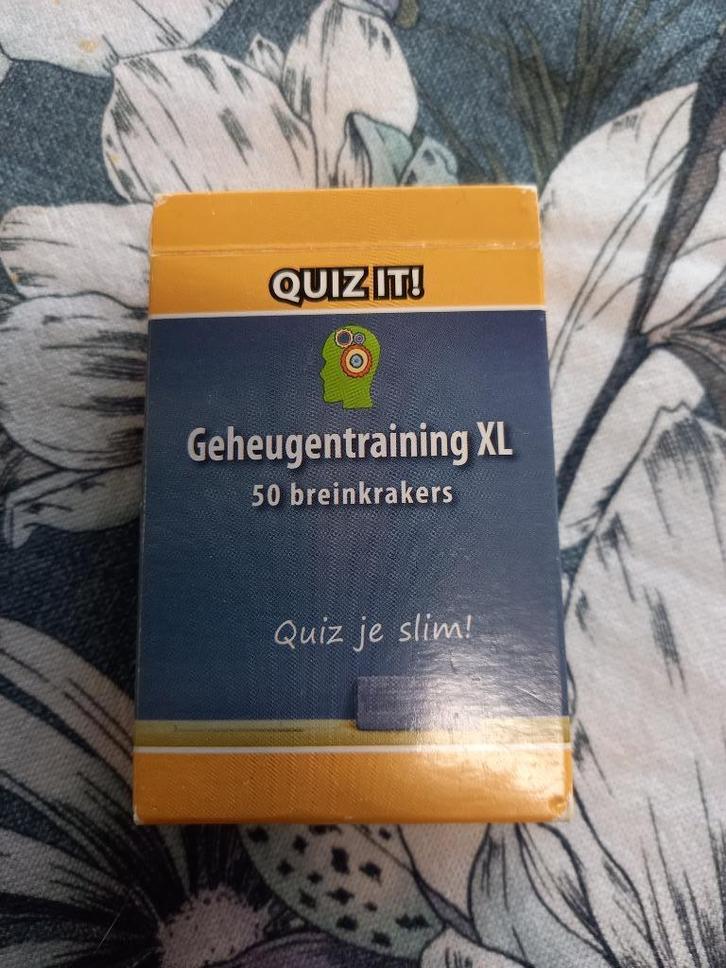 QUIZ IT!
Geheugentraining XL
50 breinkrakers
Quiz je slim!